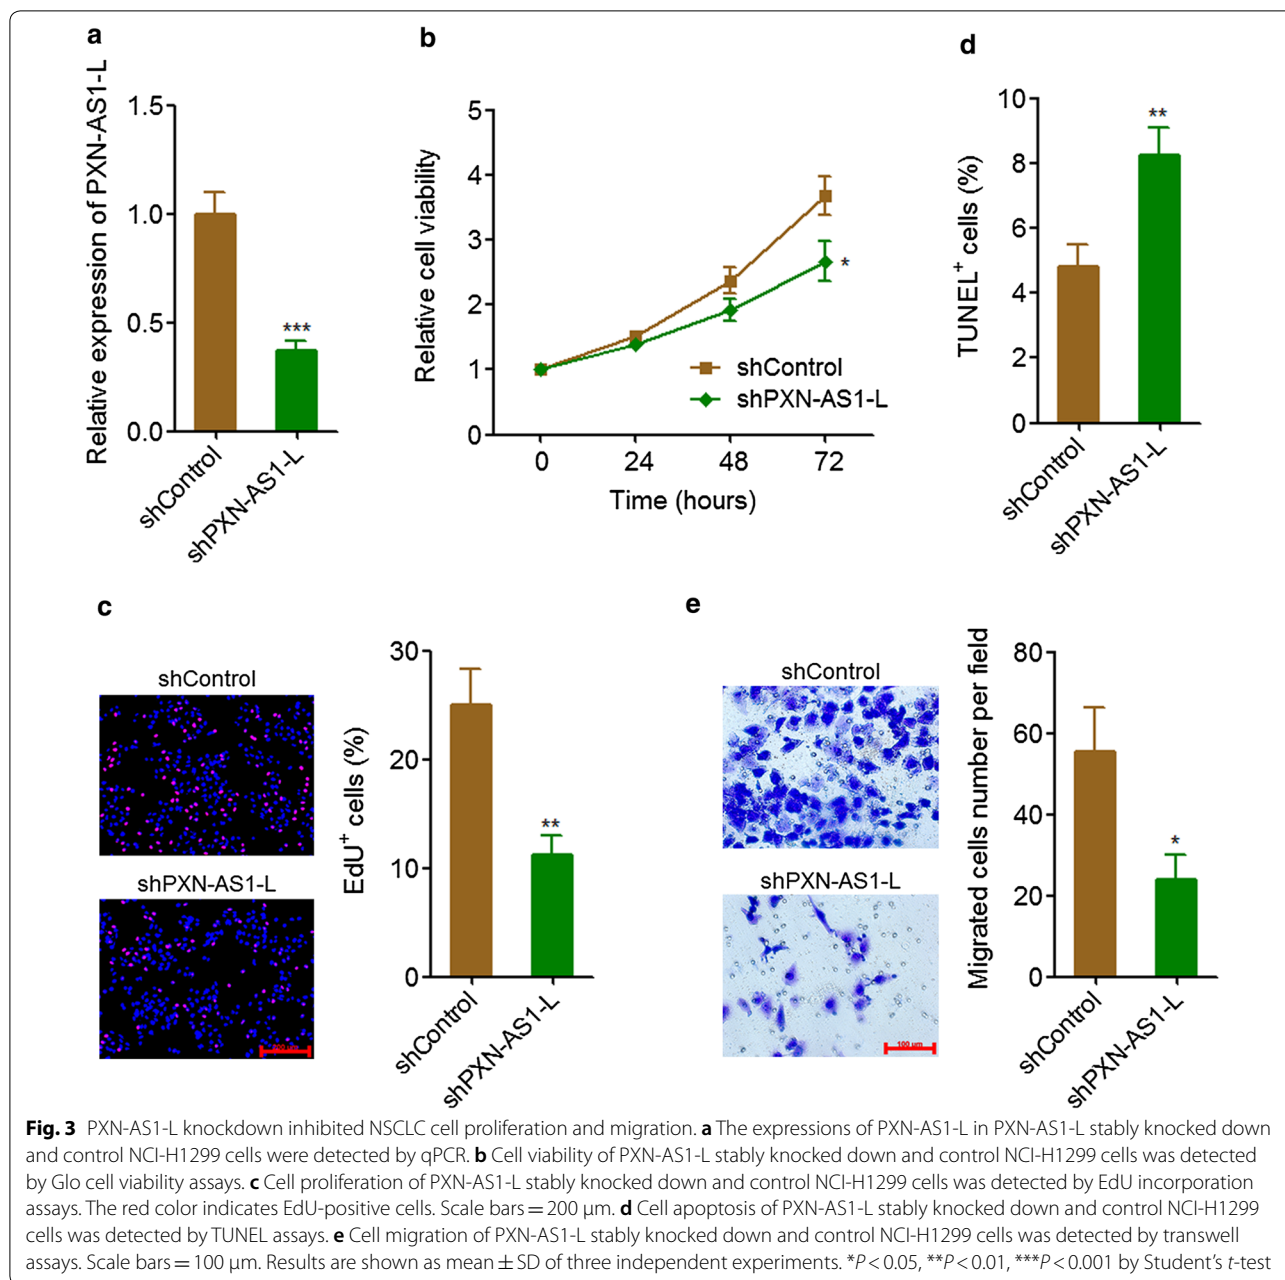 a
Relative expression of PXN-AS1-L
1.5
1.0
0.5
0.0
***
shControl
shPXN-AS1-L
b
Relative cell viability
5
4
3
2
1
0
*
shControl
shPXN-AS1-L
0 24 48 72
Time (hours)
d
TUNEL+ cells (%)
10
8
6
4
2
0
**
shControl
shPXN-AS1-L
c
shControl
shPXN-AS1-L
200 µm
EdU+ cells (%)
30
20
10
0
**
shControl
shPXN-AS1-L
e
shControl
shPXN-AS1-L
100 µm
Migrated cells number per field
80
60
40
20
0
*
shControl
shPXN-AS1-L
Fig. 3 PXN-AS1-L knockdown inhibited NSCLC cell proliferation and migration. a The expressions of PXN-AS1-L in PXN-AS1-L stably knocked down
and control NCI-H1299 cells were detected by qPCR. b Cell viability of PXN-AS1-L stably knocked down and control NCI-H1299 cells was detected
by Glo cell viability assays. c Cell proliferation of PXN-AS1-L stably knocked down and control NCI-H1299 cells was detected by EdU incorporation
assays. The red color indicates EdU-positive cells. Scale bars = 200 µm. d Cell apoptosis of PXN-AS1-L stably knocked down and control NCI-H1299
cells was detected by TUNEL assays. e Cell migration of PXN-AS1-L stably knocked down and control NCI-H1299 cells was detected by transwell
assays. Scale bars = 100 µm. Results are shown as mean ± SD of three independent experiments. *P < 0.05, **P < 0.01, ***P < 0.001 by Student's t-test